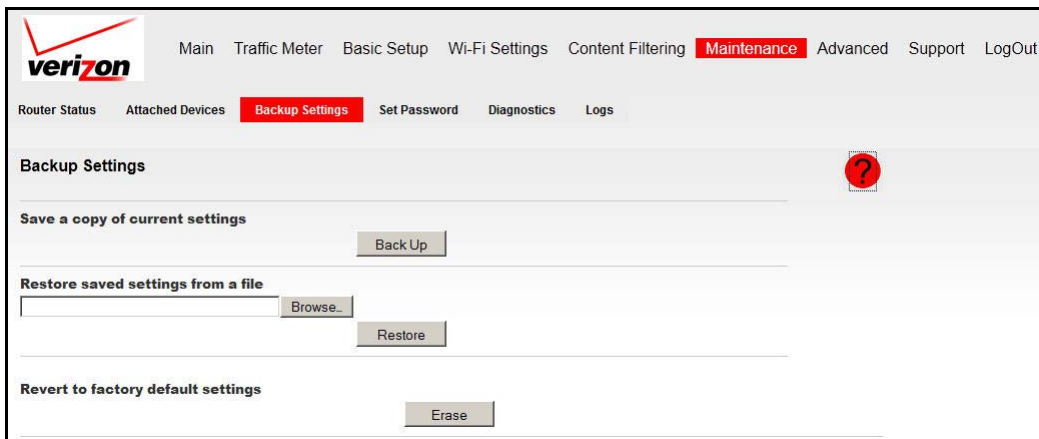 verizon
Main Traffic Meter Basic Setup Wi-Fi Settings Content Filtering Maintenance Advanced Support LogOut
Router Status Attached Devices Backup Settings Set Password Diagnostics Logs
Backup Settings ?
Save a copy of current settings
Back Up
Restore saved settings from a file
Browse..
Restore
Revert to factory default settings
Erase